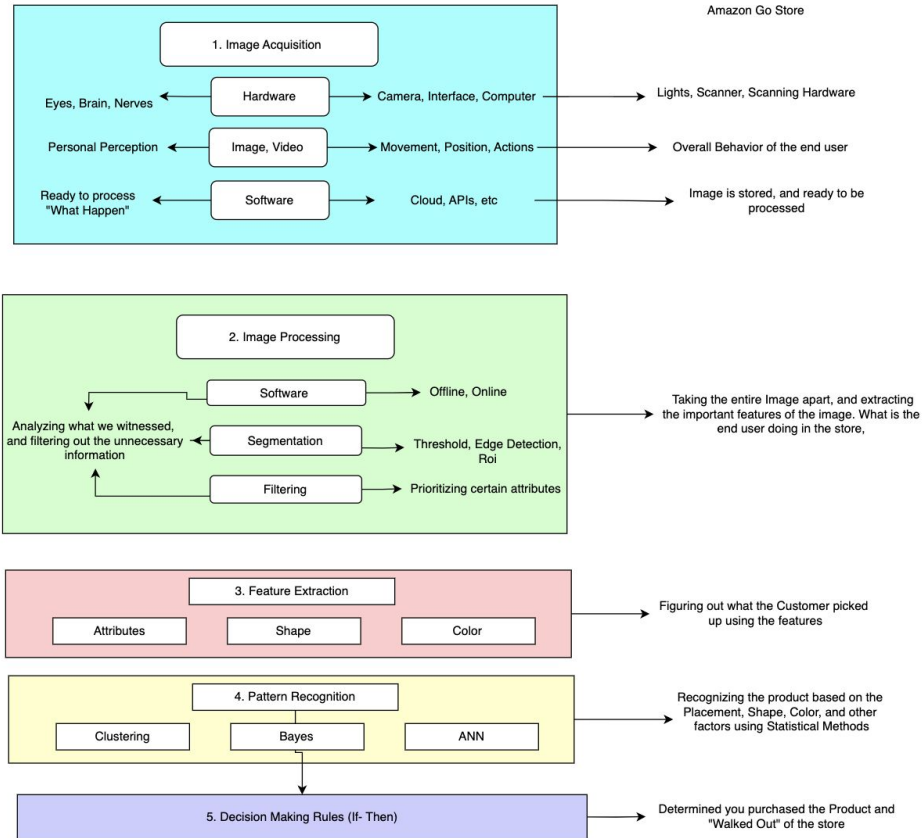 Amazon Go Store
1. Image Acquisition
Eyes, Brain, Nerves
Hardware
Camera, Interface, Computer
Lights, Scanner, Scanning Hardware
Personal Perception
Image, Video
Movement, Position, Actions
Overall Behavior of the end user
Ready to process
"What Happen"
Software
Cloud, APIs, etc
Image is stored, and ready to be
processed
2. Image Processing
Software
Offline, Online
Analyzing what we witnessed,
and filtering out the unnecessary
information
Segmentation
Threshold, Edge Detection,
Roi
Filtering
Prioritizing certain attributes
Taking the entire Image apart, and extracting
the important features of the image. What is the
end user doing in the store,
3. Feature Extraction
Attributes
Shape
Color
Figuring out what the Customer picked
up using the features
4. Pattern Recognition
Clustering
Bayes
ANN
Recognizing the product based on the
Placement, Shape, Color, and other
factors using Statistical Methods
5. Decision Making Rules (If- Then)
Determined you purchased the Product and
"Walked Out" of the store